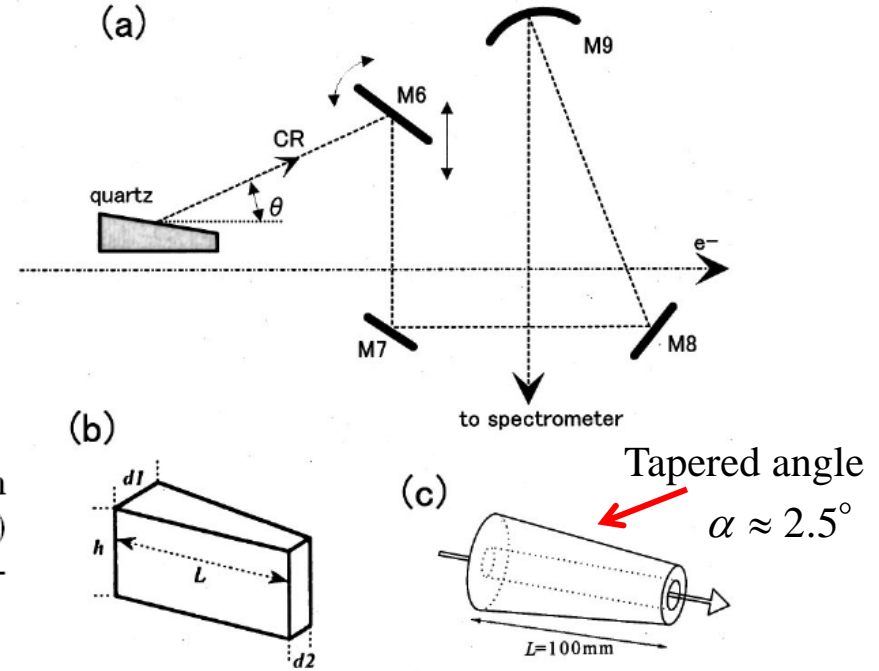 (a)
M9
M6
CR
quartz
θ
e−
M7
M8
to spectrometer
(b)
Tapered angle
d1
(c)
α ≈ 2.5°
h
L
L=100mm
d2